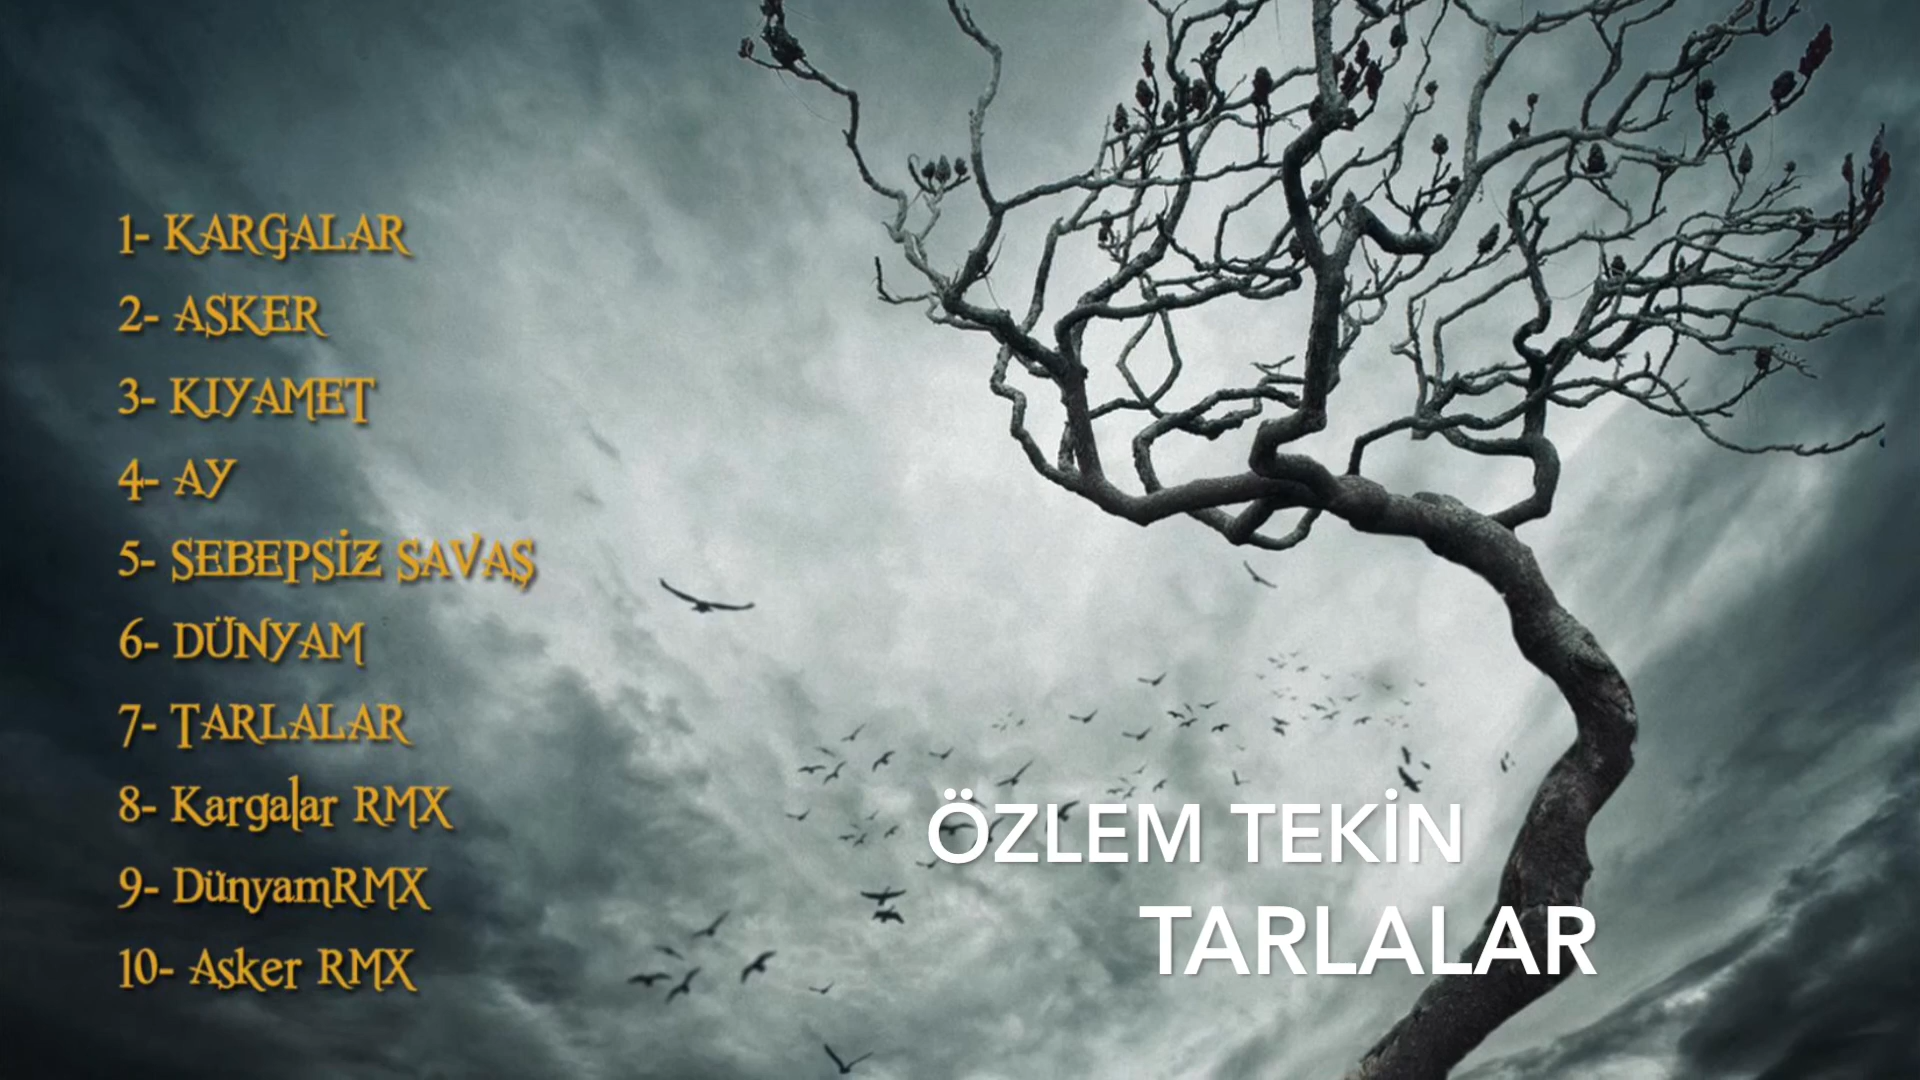 1- KARGALAR
2- ASKER
3- KIYAMET
4- AY
5- SEBEPSİZ SAVAŞ
6- DÜNYAM
7- TARLALAR
8- Kargalar RMX
9- DünyamRMX
10- Asker RMX
ÖZLEM TEKİN
TARLALAR